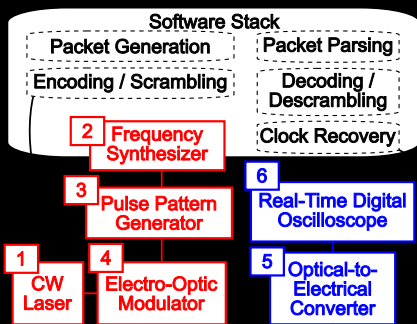 Software Stack
Packet Generation
Encoding / Scrambling
Packet Parsing
Decoding /
Descrambling
Clock Recovery
2
Frequency
Synthesizer
3
Pulse Pattern
Generator
1
CW
Laser
4
Electro-Optic
Modulator
6
Real-Time Digital
Oscilloscope
5
Optical-to-
Electrical
Converter